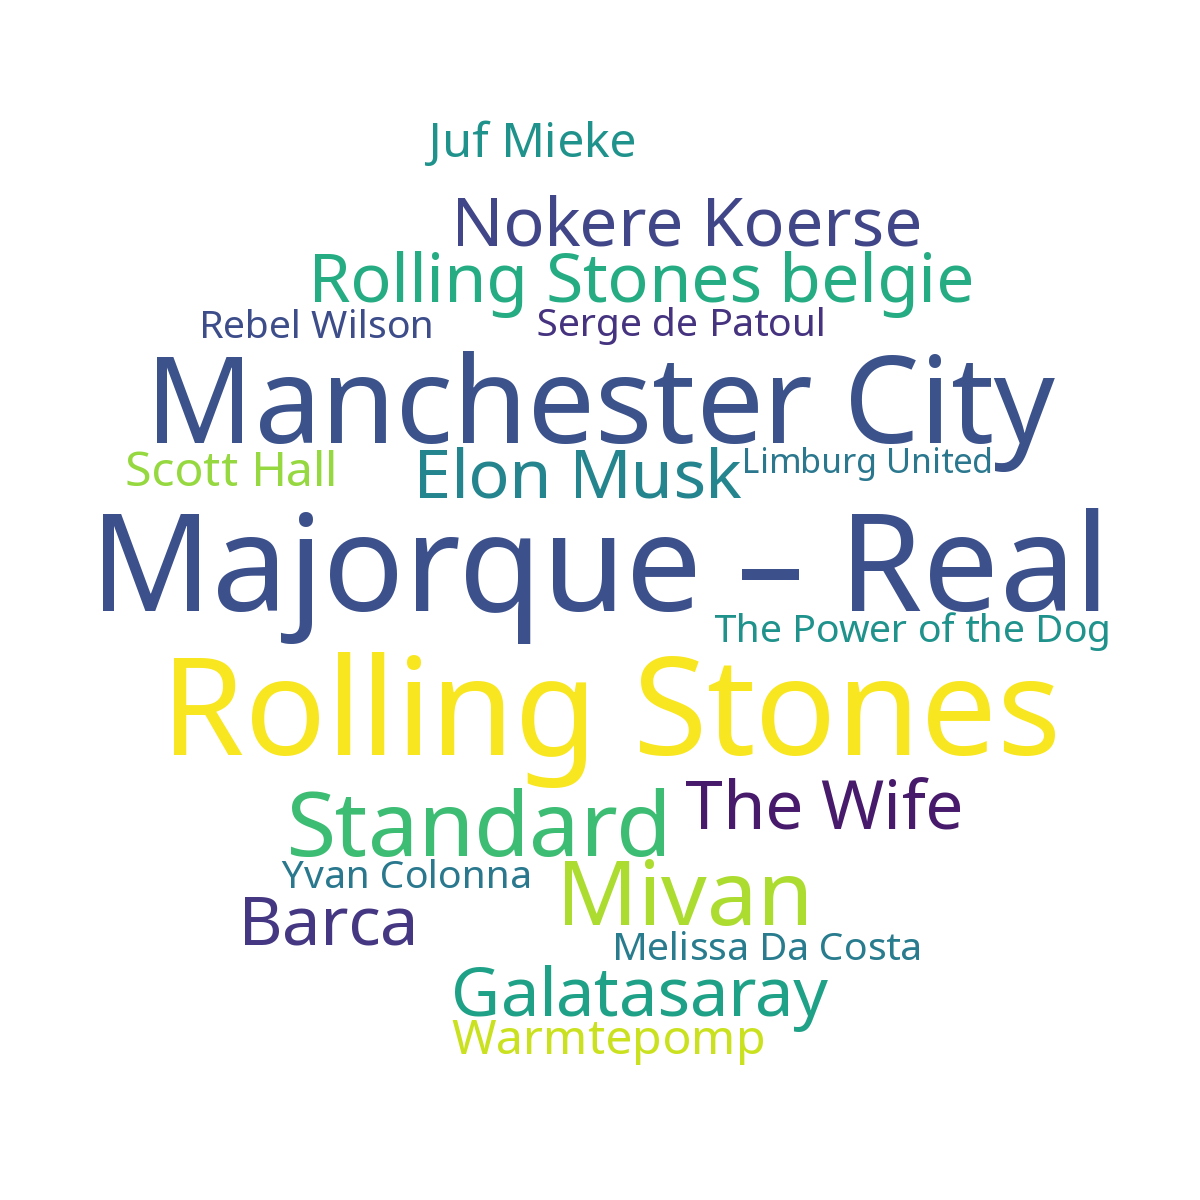 Juf Mieke
Nokere Koerse
Rolling Stones belgie
Rebel Wilson
Serge de Patoul
Manchester City
Scott Hall
Elon Musk
Limburg United
Majorque – Real
The Power of the Dog
Rolling Stones
Standard
The Wife
Yvan Colonna
Mivan
Barca
Melissa Da Costa
Galatasaray
Warmtepomp